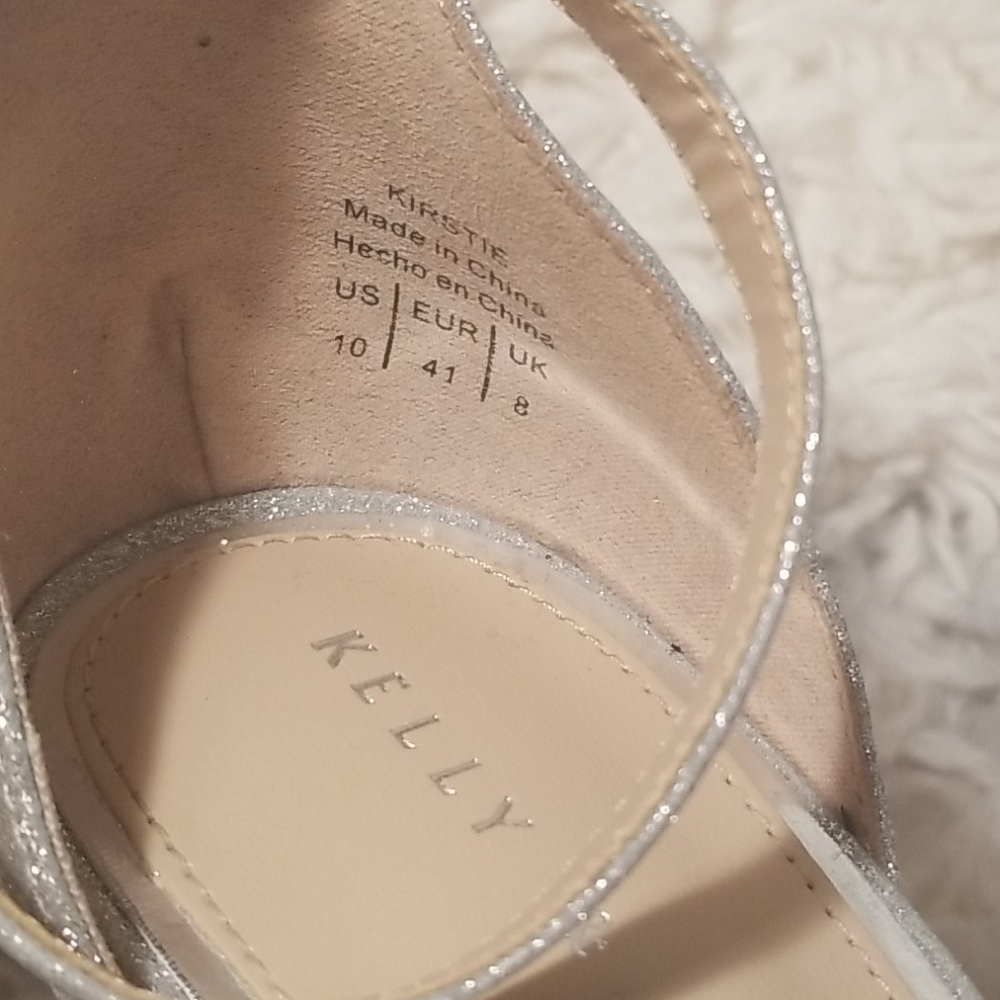 KIRSTIE
Made in China
Hecho en China
US | EUR | UK
10 | 41 | 8
KELLY